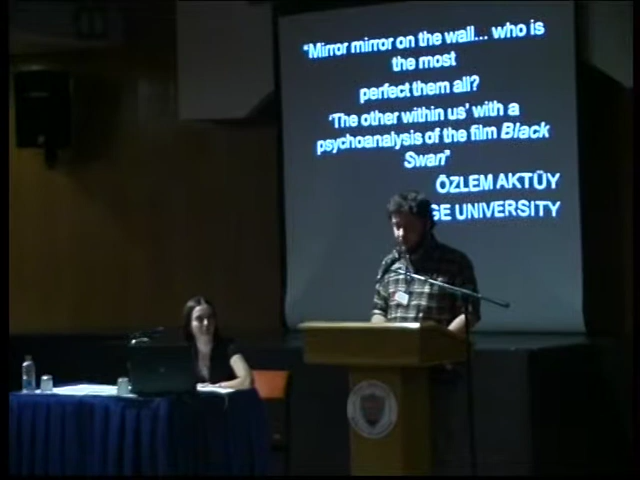 "Mirror mirror on the wall... who is
the most
perfect them all?
'The other within us' with a
psychoanalysis of the film Black
Swan"
ÖZLEM AKTÜY
GE UNIVERSITY